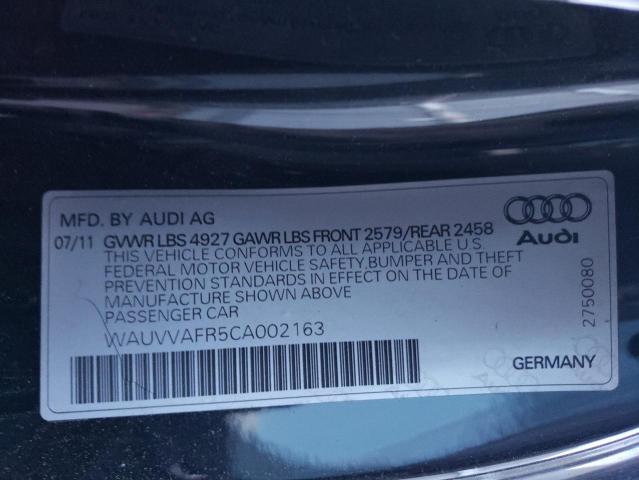 MFD. BY AUDI AG
07/11 GVWR LBS 4927 GAWR LBS FRONT 2579/REAR 2458
THIS VEHICLE CONFORMS TO ALL APPLICABLE U.S.
FEDERAL MOTOR VEHICLE SAFETY,BUMPER AND THEFT
PREVENTION STANDARDS IN EFFECT ON THE DATE OF
MANUFACTURE SHOWN ABOVE
PASSENGER CAR
WAUVVAFR5CA002163
Audi
2750080
GERMANY